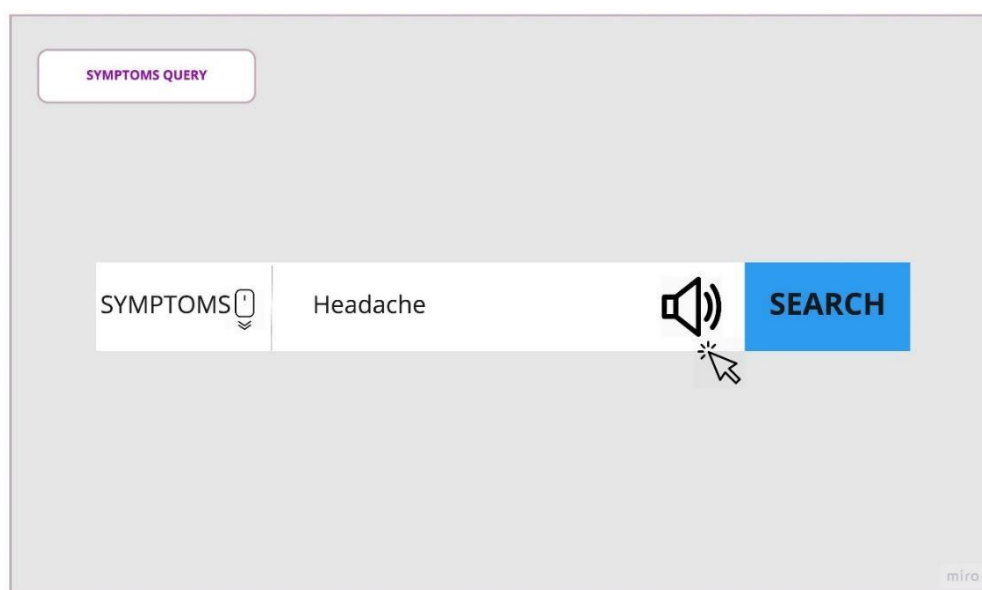 SYMPTOMS QUERY
SYMPTOMS
Headache
SEARCH
miro